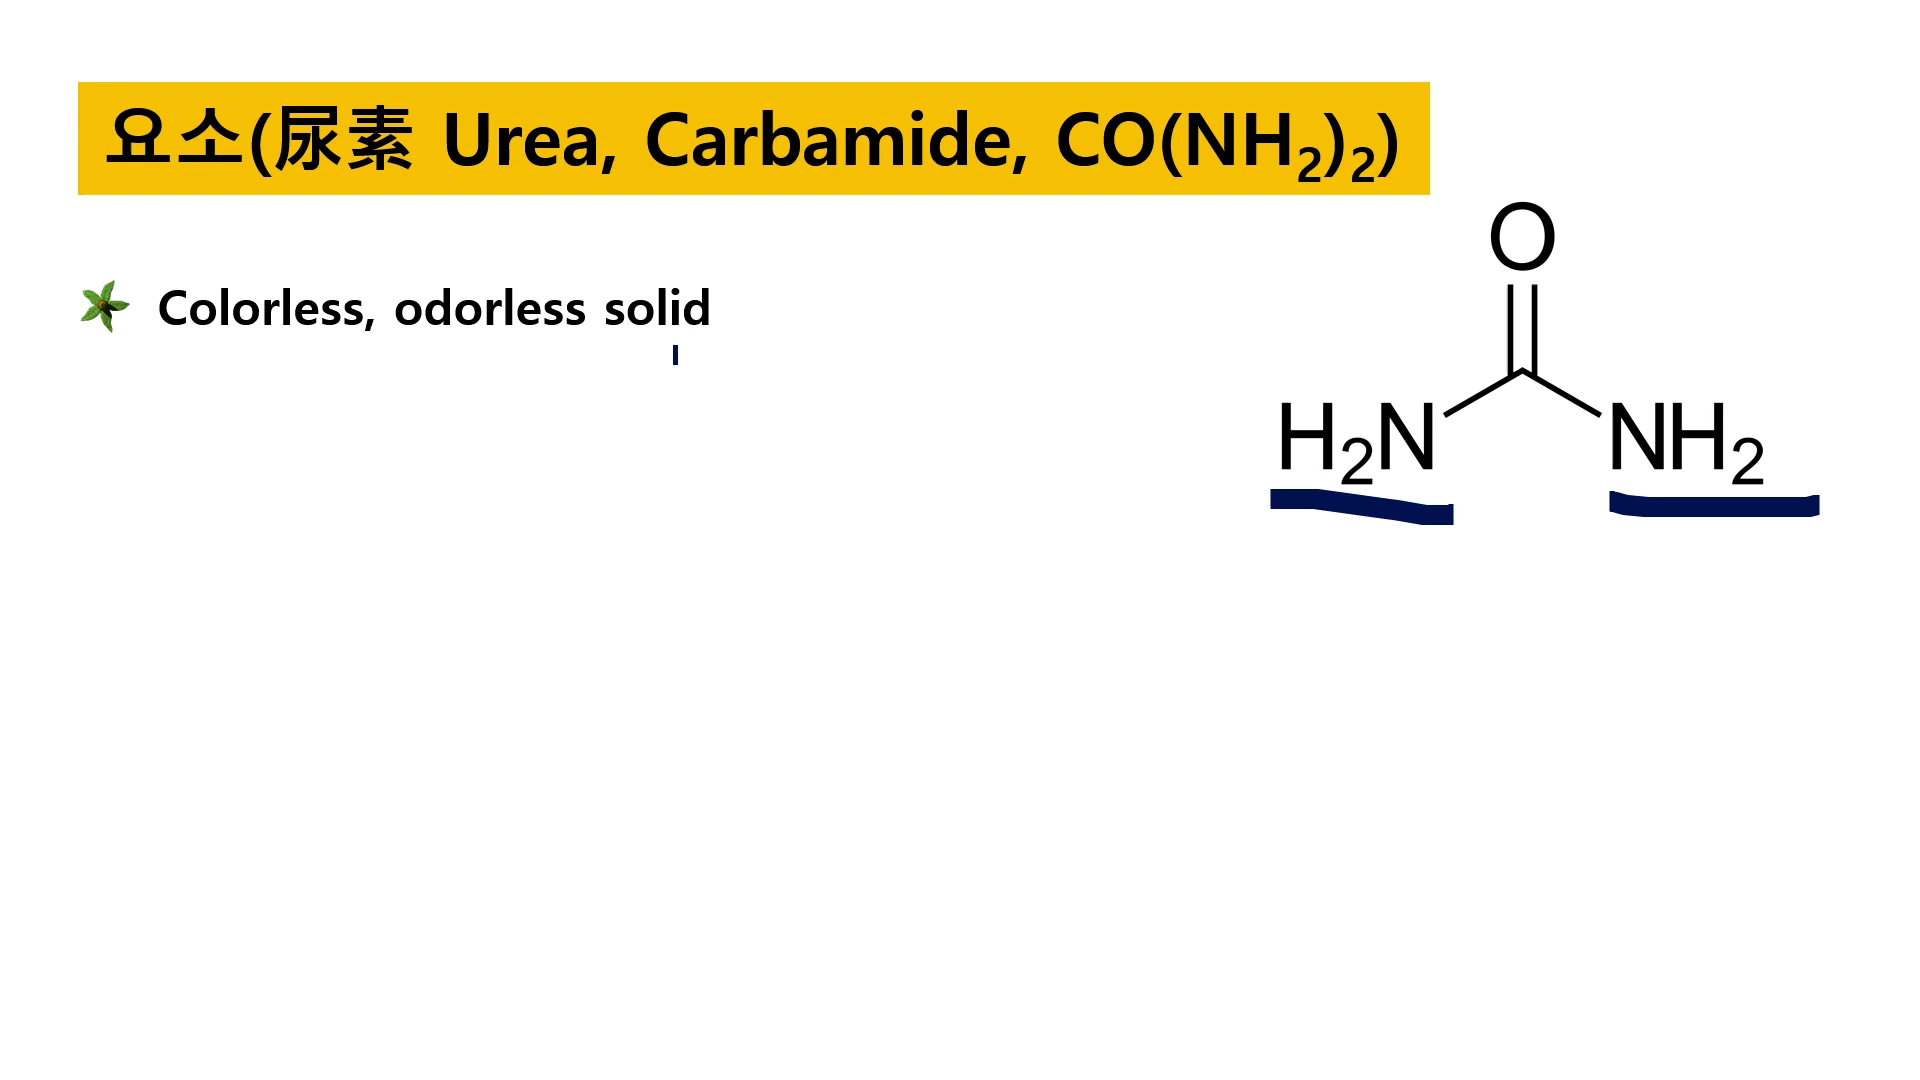 요소(尿素 Urea, Carbamide, CO(NH₂)₂)
Colorless, odorless solid
O
H₂N NH₂